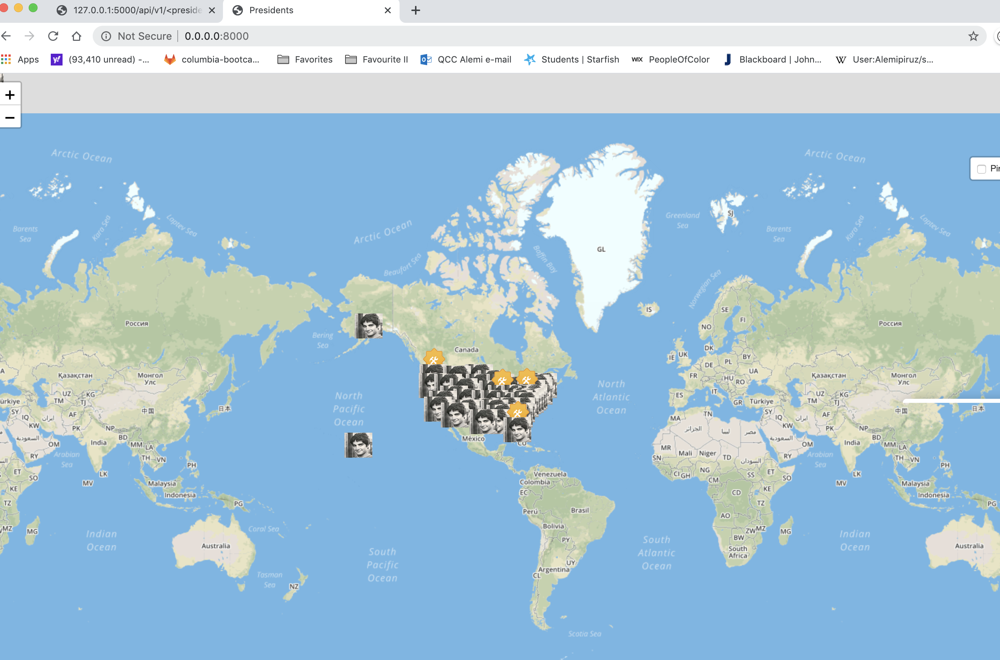 127.0.0.1:5000/api/v1/<preside
Presidents
Not Secure 0.0.0.0:8000
Apps
(93,410 unread) -...
columbia-bootca...
Favorites
Favourite II
QCC Alemi e-mail
Students | Starfish
WIX PeopleOfColor
Blackboard | John...
W User:Alemipiruz/s...
+
−
Arctic Ocean
Arctic Ocean
Pir
Barents
Sea
Kara Sea
Laptev Sea
Arctic Ocean
Beaufort Sea
Baffin Bay
GL
Greenland
Sea
SJ
Barents
Sea
Kara Sea
Laptev Sea
Norwegian Sea
IS
SE
FI
NO
Россия
Россия
Bering
Sea
Canada
DK
IE
UK
BY
PL
DE
UA
FR
HU
RO
IT
ES
GR
Türkiye
Қазақстан
Монгол
Улс
Қазақстан
Монгол
Улс
UZ
KG
TM
TJ
UZ
KG
TM
TJ
ürkiye
SY
IQ
ایران
AF
中国
日本
KW
PK
NP
BD
السعودية
OM
India
MM
LA
RY
TH
VN
Arabian
Sea
PH
ET
SO
LK
MV
KE
Malaysia
Indonesia
TZ
PG
MZ
MG
Coral Sea
Indian
Ocean
Australia
Tasman
Sea
NZ
North
Pacific
Ocean
South
Pacific
Ocean
México
CU
Venezuela
Colombia
EC
Perú
Brasil
Bolivia
PY
UY
Argentina
CL
Scotia Sea
North
Atlantic
Ocean
South
Atlantic
Ocean
MA
TN
الجزائر
ليبيا
مصر
MR
Mali
Niger
TD
السودان
SN
NG
CI
GH
CM
SS
ET
SO
CD
KE
TZ
AO
ZW
MZ
BW
MG
South
Africa
SY
IQ
ایران
AF
中国
日本
KW
PK
NP
BD
السعودية
OM
India
MM
LA
RY
TH
VN
Arabian
Sea
PH
LK
MV
Malaysia
Indonesia
PG
Indian
Ocean
Australia